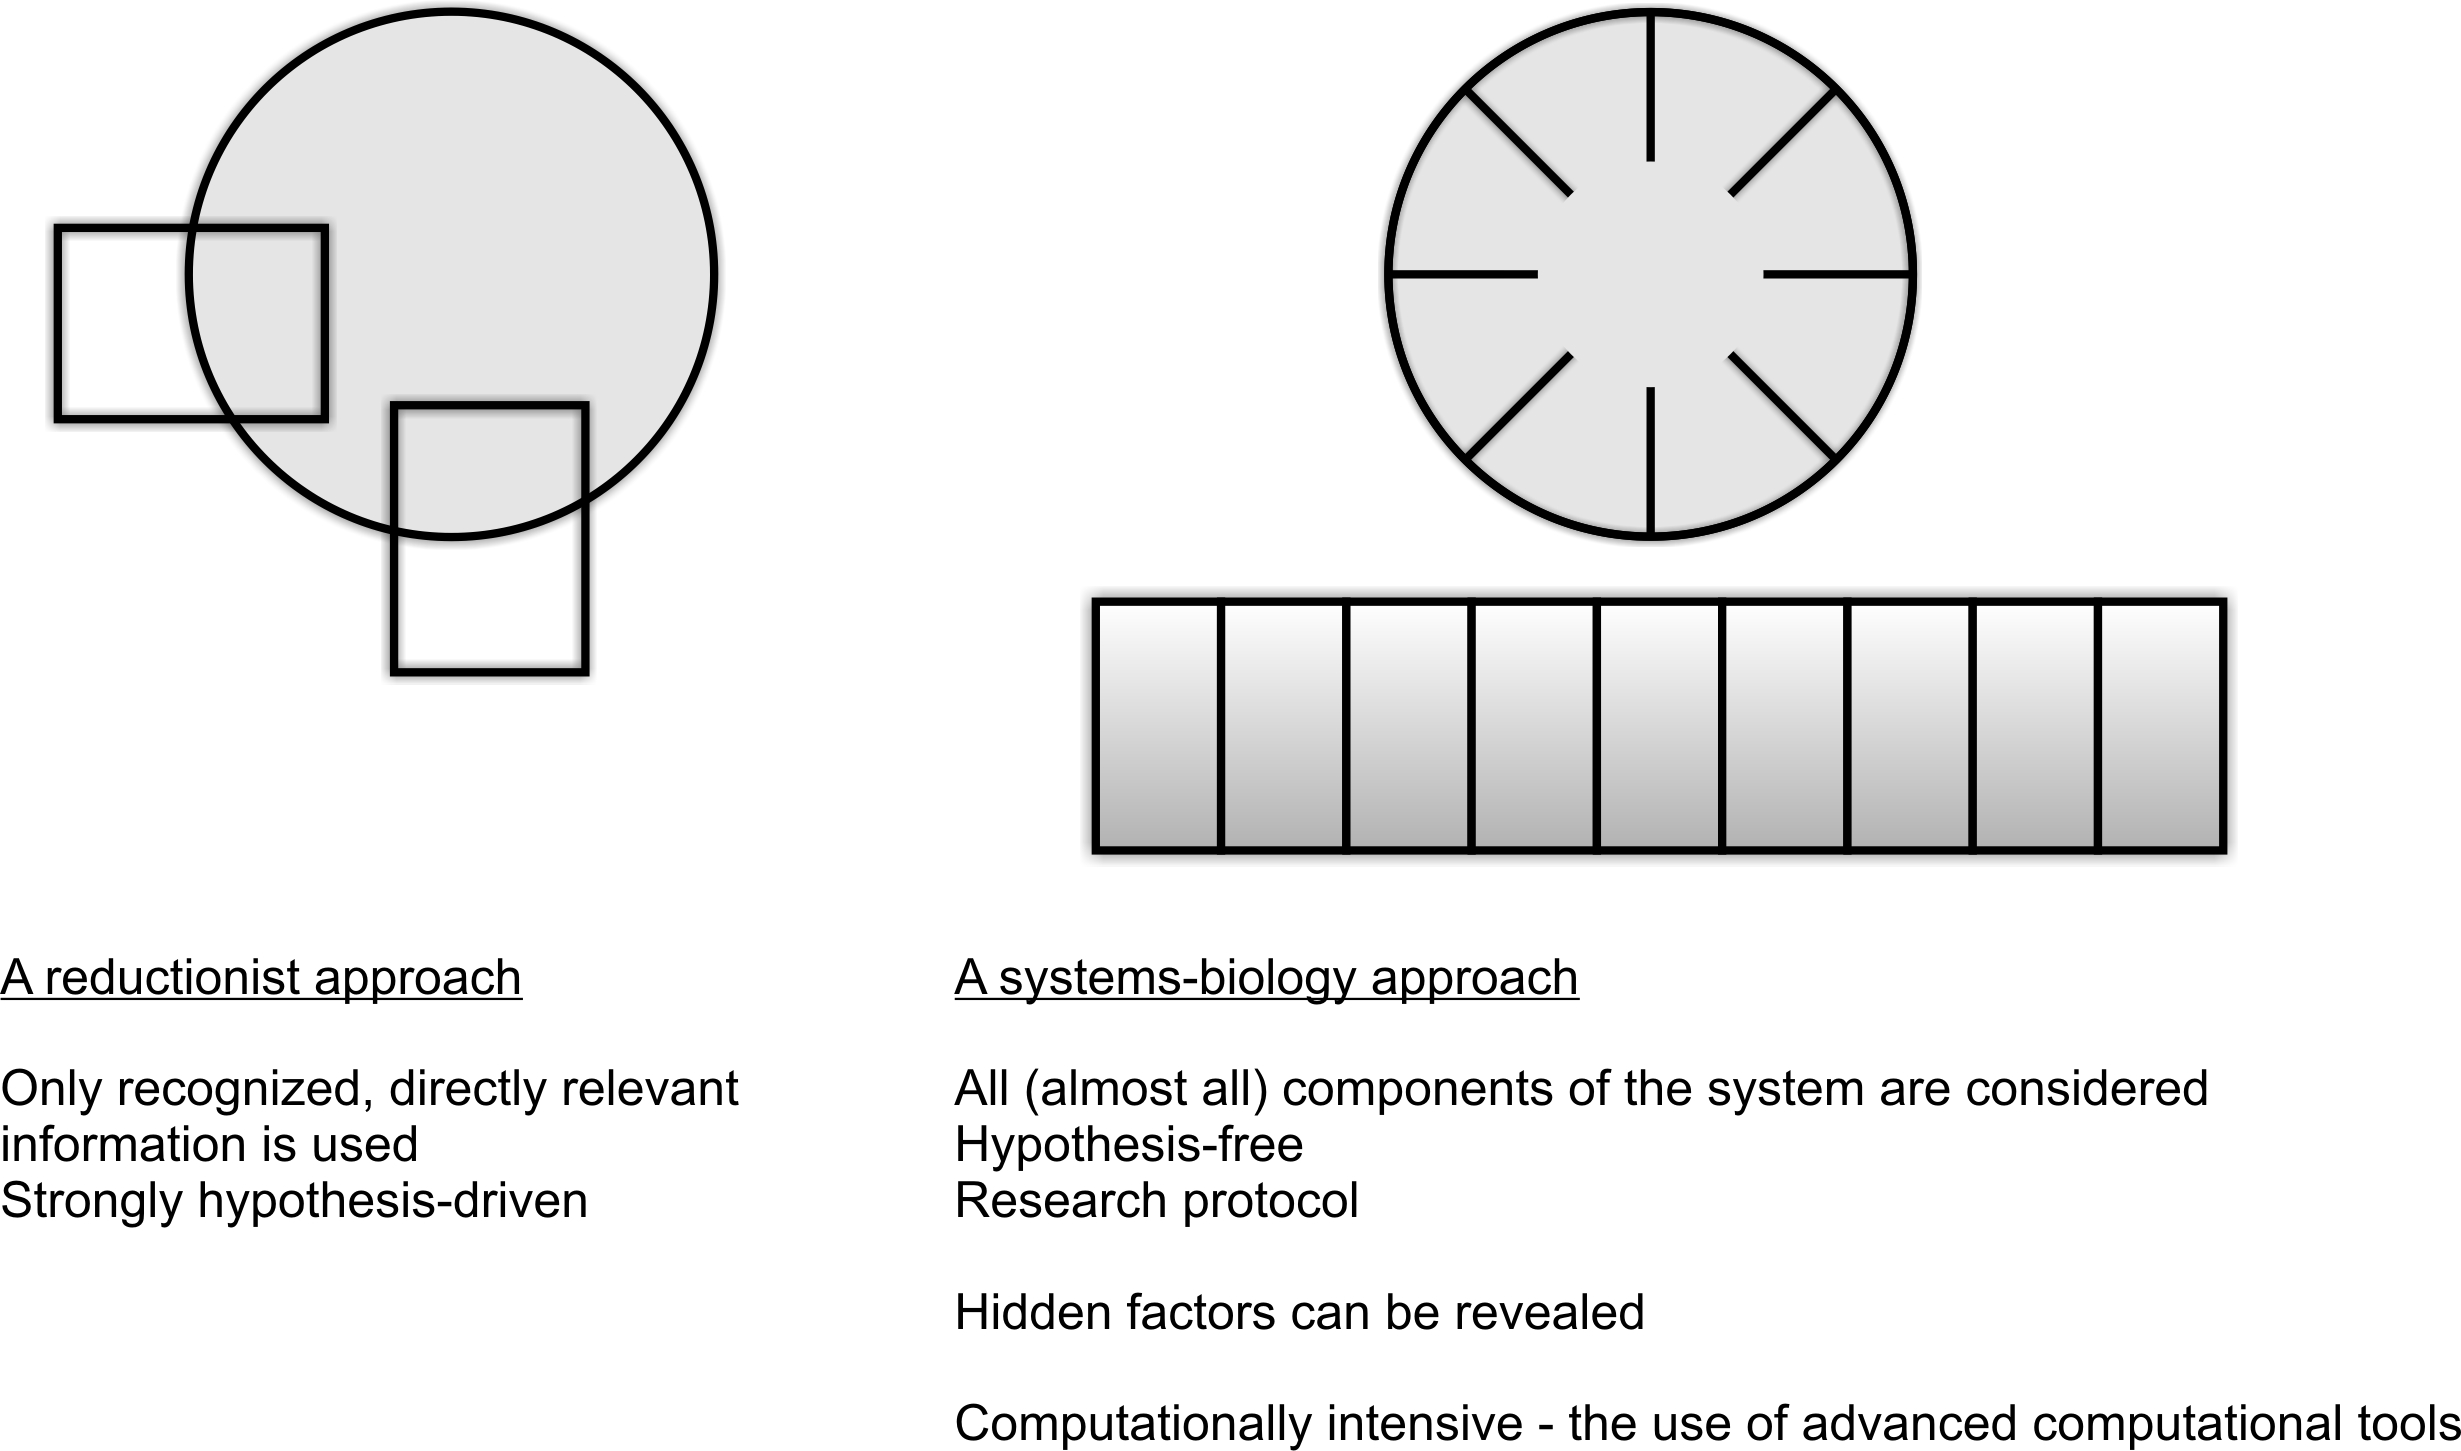 A reductionist approach
Only recognized, directly relevant
information is used
Strongly hypothesis-driven
A systems-biology approach
All (almost all) components of the system are considered
Hypothesis-free
Research protocol
Hidden factors can be revealed
Computationally intensive - the use of advanced computational tools